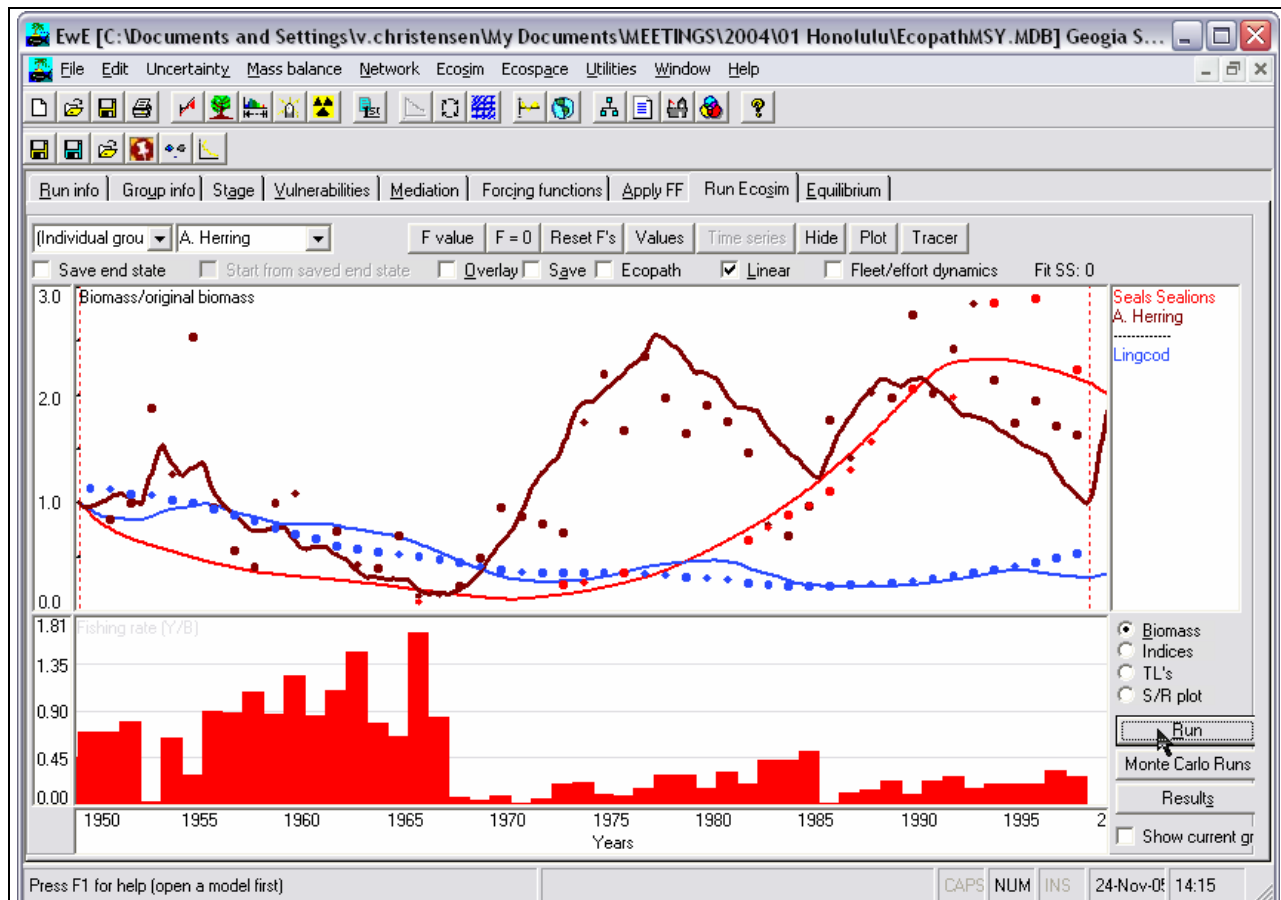 EwE [C:\Documents and Settings\v.christensen\My Documents\MEETINGS\2004\01 Honolulu\EcopathMSY.MDB] Geogia S...
File Edit Uncertainty Mass balance Network Ecosim Ecospace Utilities Window Help
1st
Run info Group info Stage Vulnerabilities Mediation Forcing functions Apply FF Run Ecosim Equilibrium
(Individual grou A. Herring F value F = 0 Reset F's Values Time series Hide Plot Tracer
Save end state Start from saved end state Overlay Save Ecopath Linear Fleet/effort dynamics Fit SS: 0
3.0
Biomass/original biomass
2.0
1.0
0.0
Seals Sealions
A. Herring
-------------
Lingcod
1.81
Fishing rate (Y/B)
1.35
0.90
0.45
0.00
1950 1955 1960 1965 1970 1975 1980 1985 1990 1995 2
Years
Biomass
Indices
TL's
S/R plot
Run
Monte Carlo Runs
Results
Show current gr
Press F1 for help (open a model first) CAPS NUM INS 24-Nov-05 14:15